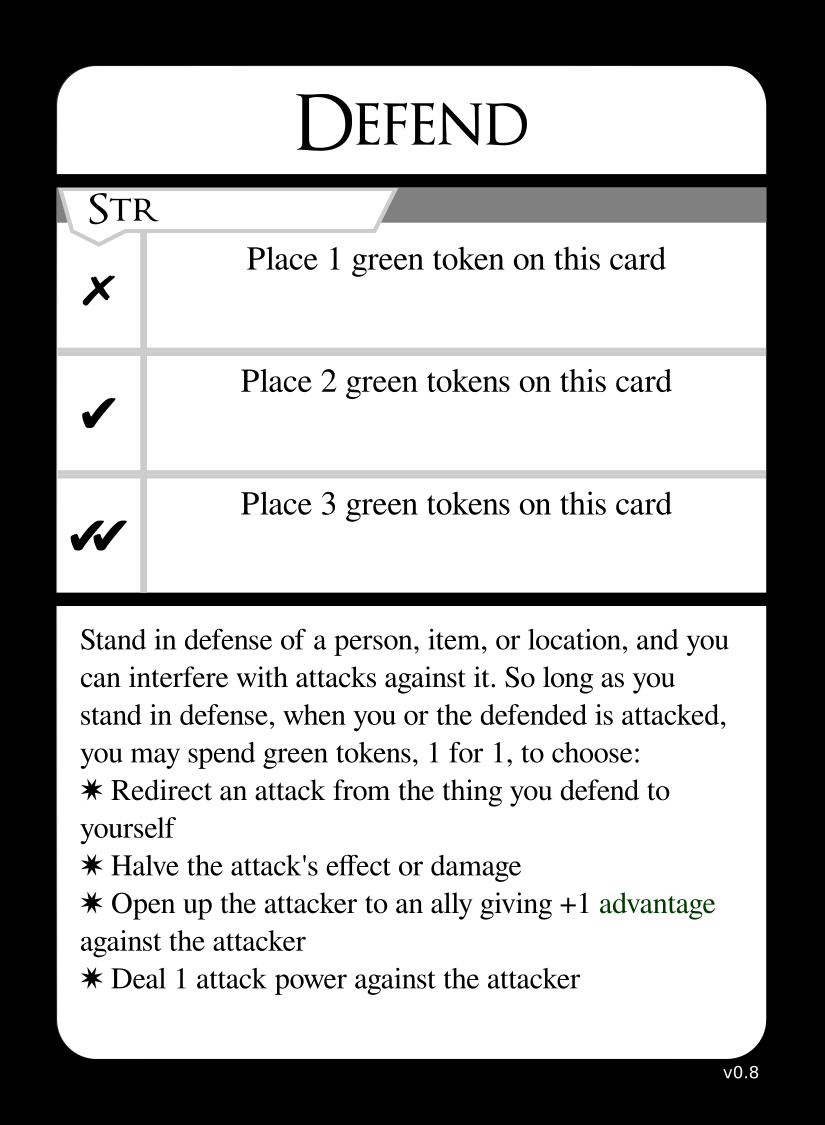 Defend
Str
✗
Place 1 green token on this card
✔
Place 2 green tokens on this card
✔✔
Place 3 green tokens on this card
Stand in defense of a person, item, or location, and you
can interfere with attacks against it. So long as you
stand in defense, when you or the defended is attacked,
you may spend green tokens, 1 for 1, to choose:
✷ Redirect an attack from the thing you defend to
yourself
✷ Halve the attack's effect or damage
✷ Open up the attacker to an ally giving +1 advantage
against the attacker
✷ Deal 1 attack power against the attacker
v0.8